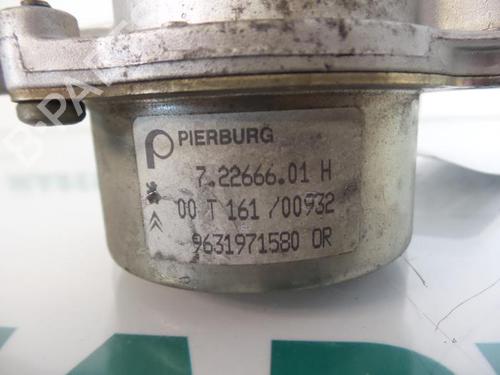 PIERBURG
7.22666.01 H
00 T 161 /00932
9631971580 OR